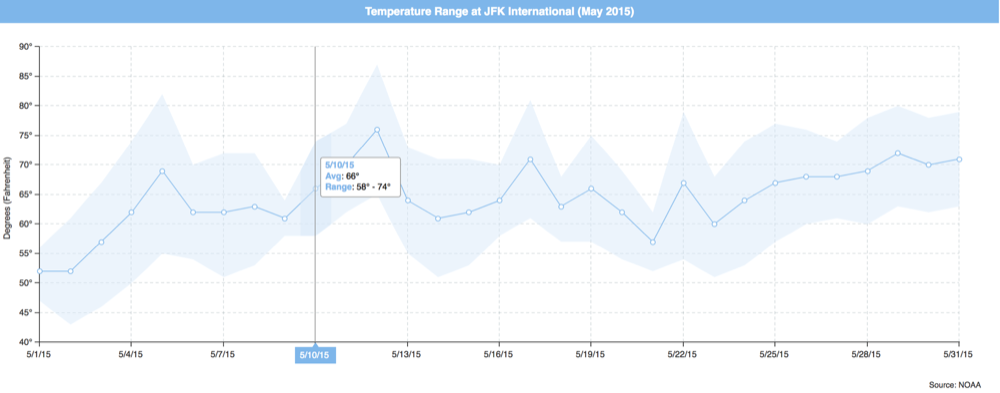 Temperature Range at JFK International (May 2015)
Degrees (Fahrenheit)
90°
85°
80°
75°
70°
65°
60°
55°
50°
45°
40°
5/10/15
Avg: 66°
Range: 58° - 74°
5/1/15 5/4/15 5/7/15 5/10/15 5/13/15 5/16/15 5/19/15 5/22/15 5/25/15 5/28/15 5/31/15
Source: NOAA